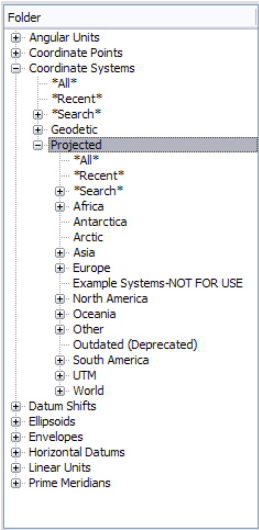 Folder
Angular Units
Coordinate Points
Coordinate Systems
*All*
*Recent*
*Search*
Geodetic
Projected
*All*
*Recent*
*Search*
Africa
Antarctica
Arctic
Asia
Europe
Example Systems-NOT FOR USE
North America
Oceania
Other
Outdated (Deprecated)
South America
UTM
World
Datum Shifts
Ellipsoids
Envelopes
Horizontal Datums
Linear Units
Prime Meridians